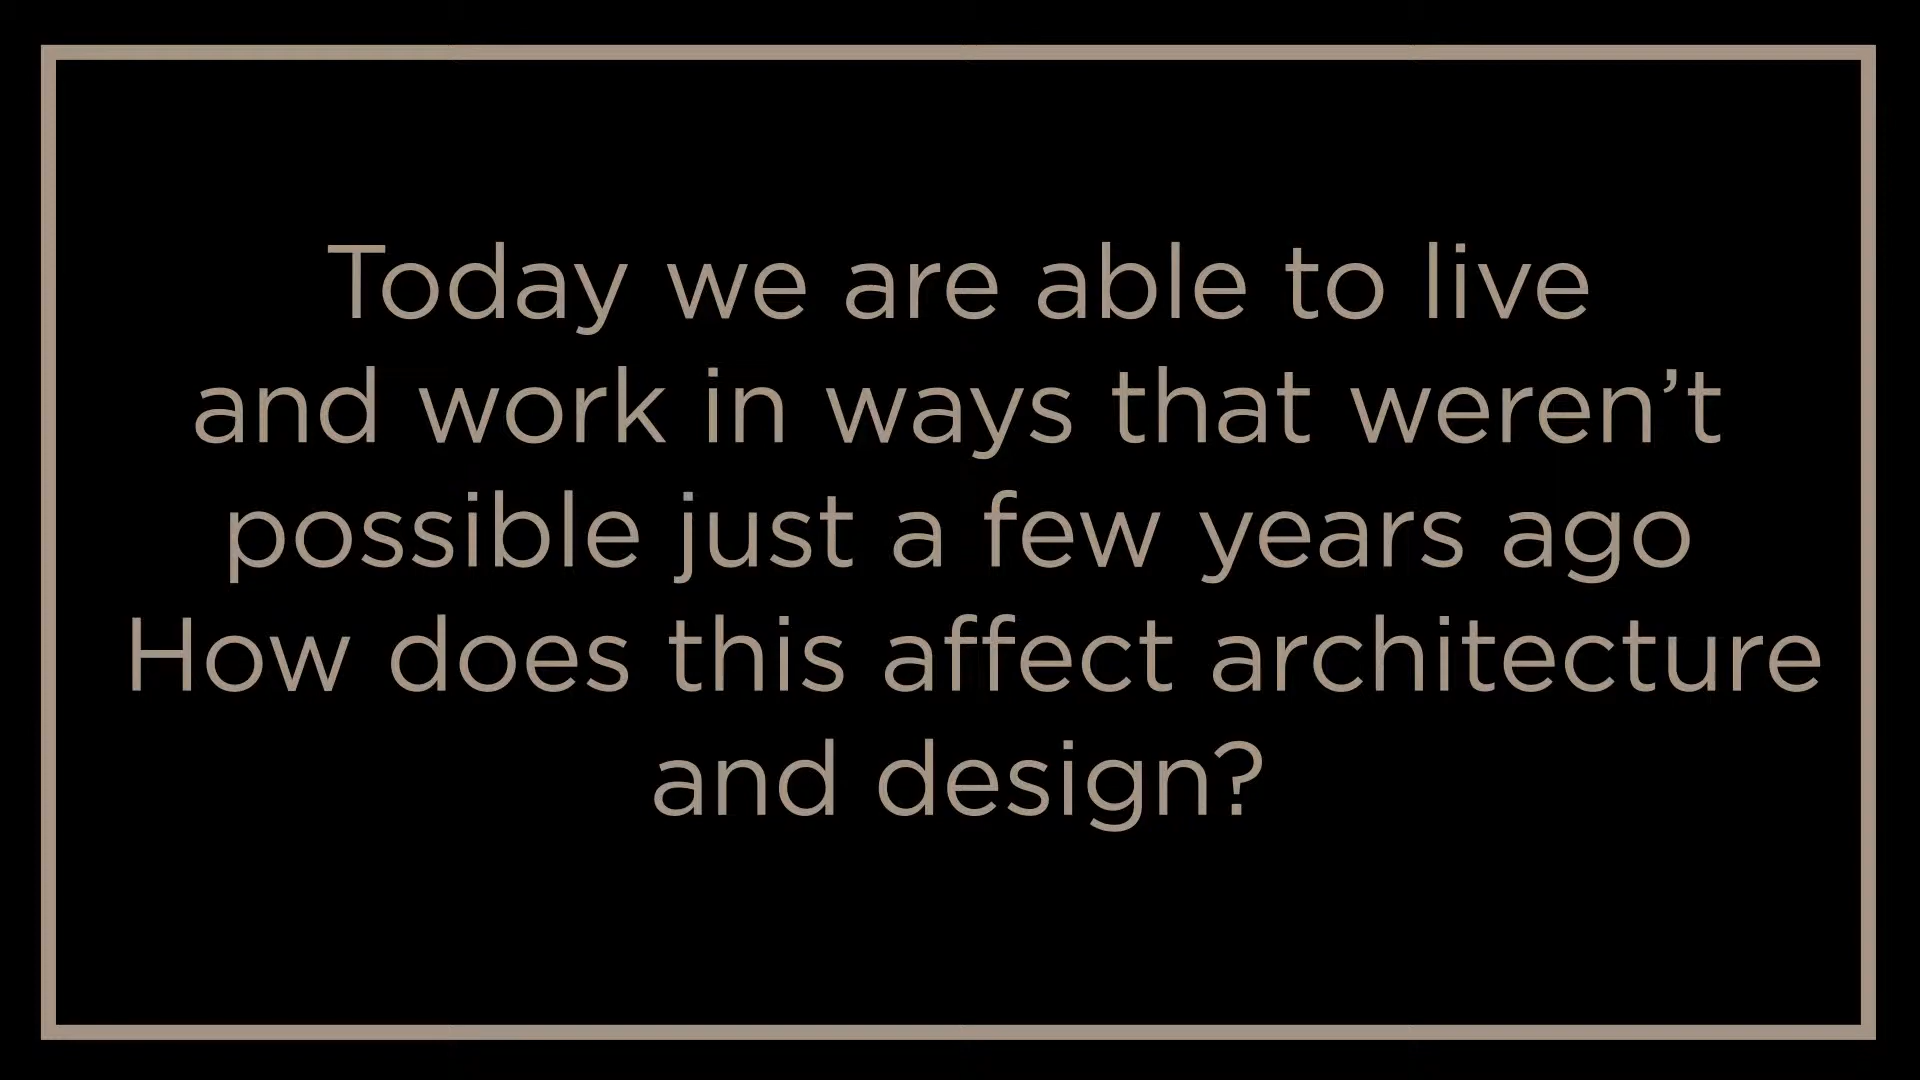 Today we are able to live
and work in ways that weren’t
possible just a few years ago
How does this affect architecture
and design?